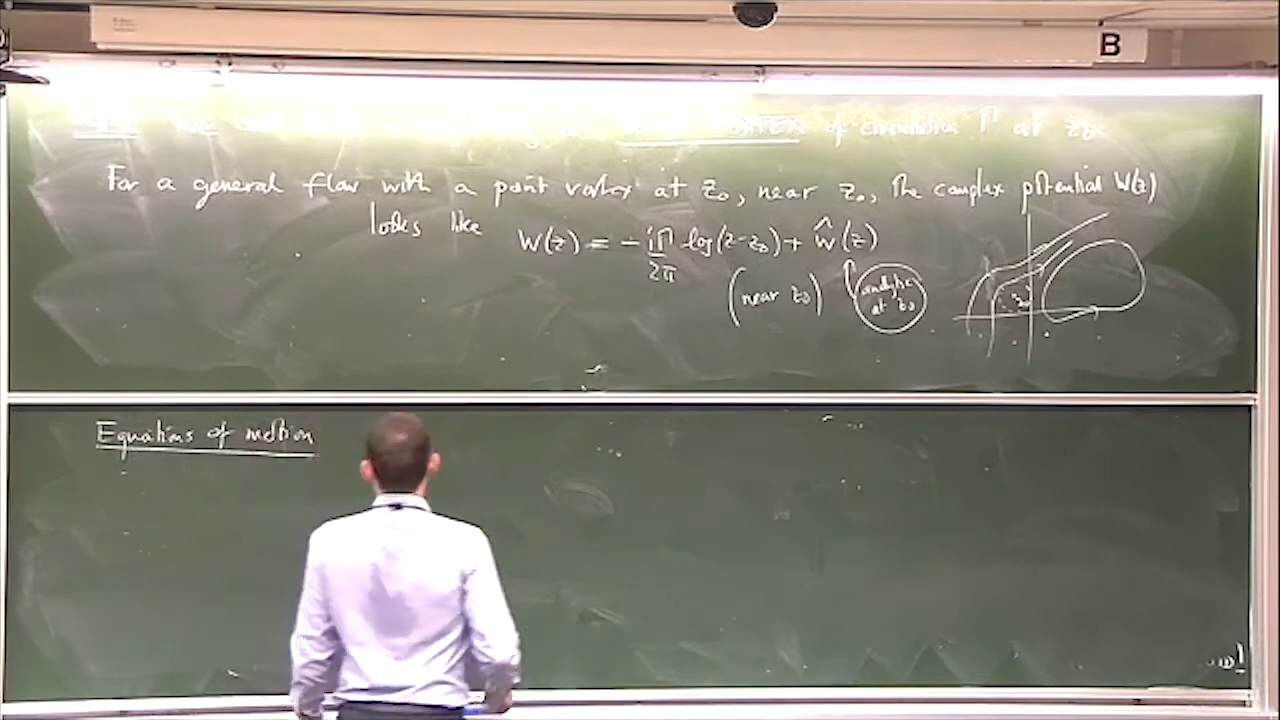 B
of circulation Γ at z₀
For a general flow with a point vortex at z₀, near z₀, the complex potential W(z)
looks like W(z) = - iΓ/2π log(z-z₀) + Ŵ(z)
(near z₀) ↑ analytic at z₀
z₀
Equations of motion